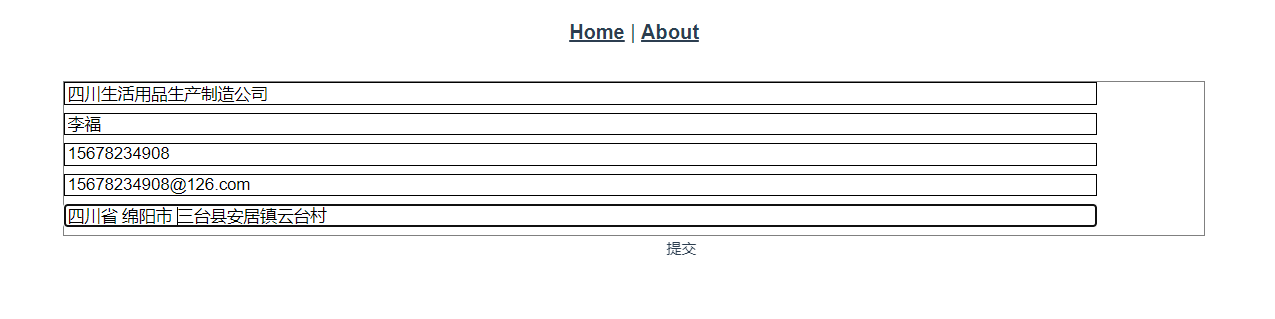 Home | About
四川生活用品生产制造公司
李福
15678234908
15678234908@126.com
四川省 绵阳市 三台县安居镇云台村
提交